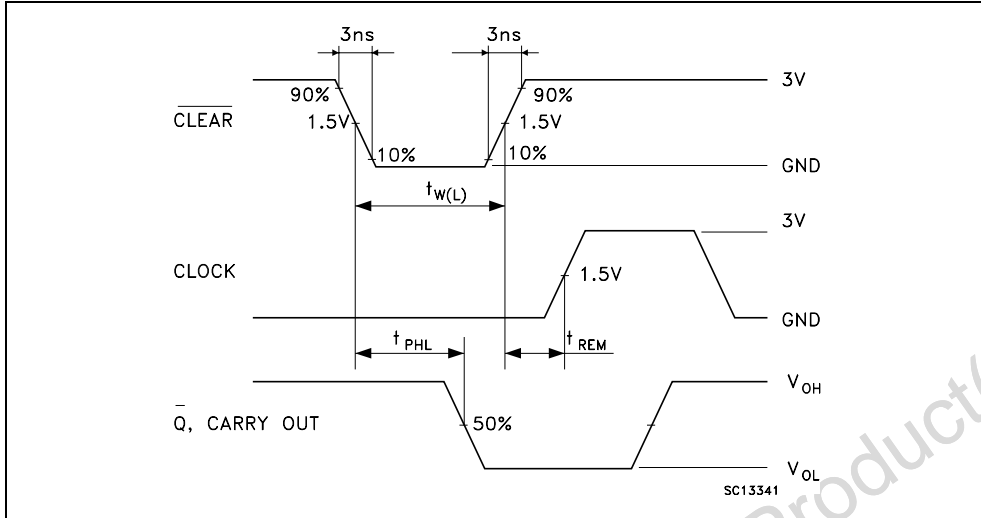 3ns 3ns
3V
90% 90%
CLEAR 1.5V 1.5V
10% 10%
GND
tW(L)
3V
CLOCK 1.5V
GND
tPHL tREM
VOH
Q, CARRY OUT 50%
VOL
SC13341
Product(